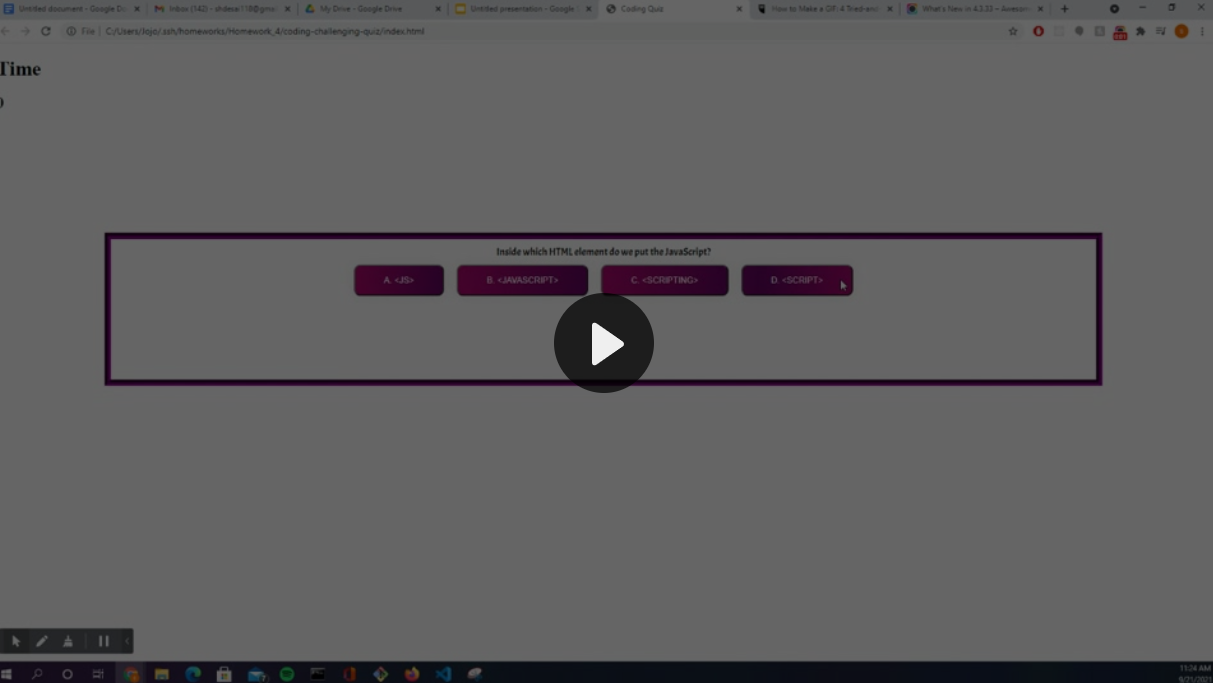 Untitled document - Google Do
Inbox (142) - shdesai118@gma
My Drive - Google Drive
Untitled presentation - Google
Coding Quiz
How to Make a GIF: 4 Tried-and-
What's New in 4.3.33 - Awesom
File C:/Users/Jojo/.ssh/homeworks/Homework_4/coding-challenging-quiz/index.html
Time
Inside which HTML element do we put the JavaScript?
A. <JS>
B. <JAVASCRIPT>
C. <SCRIPTING>
D. <SCRIPT>
11:24 AM
9/21/2021